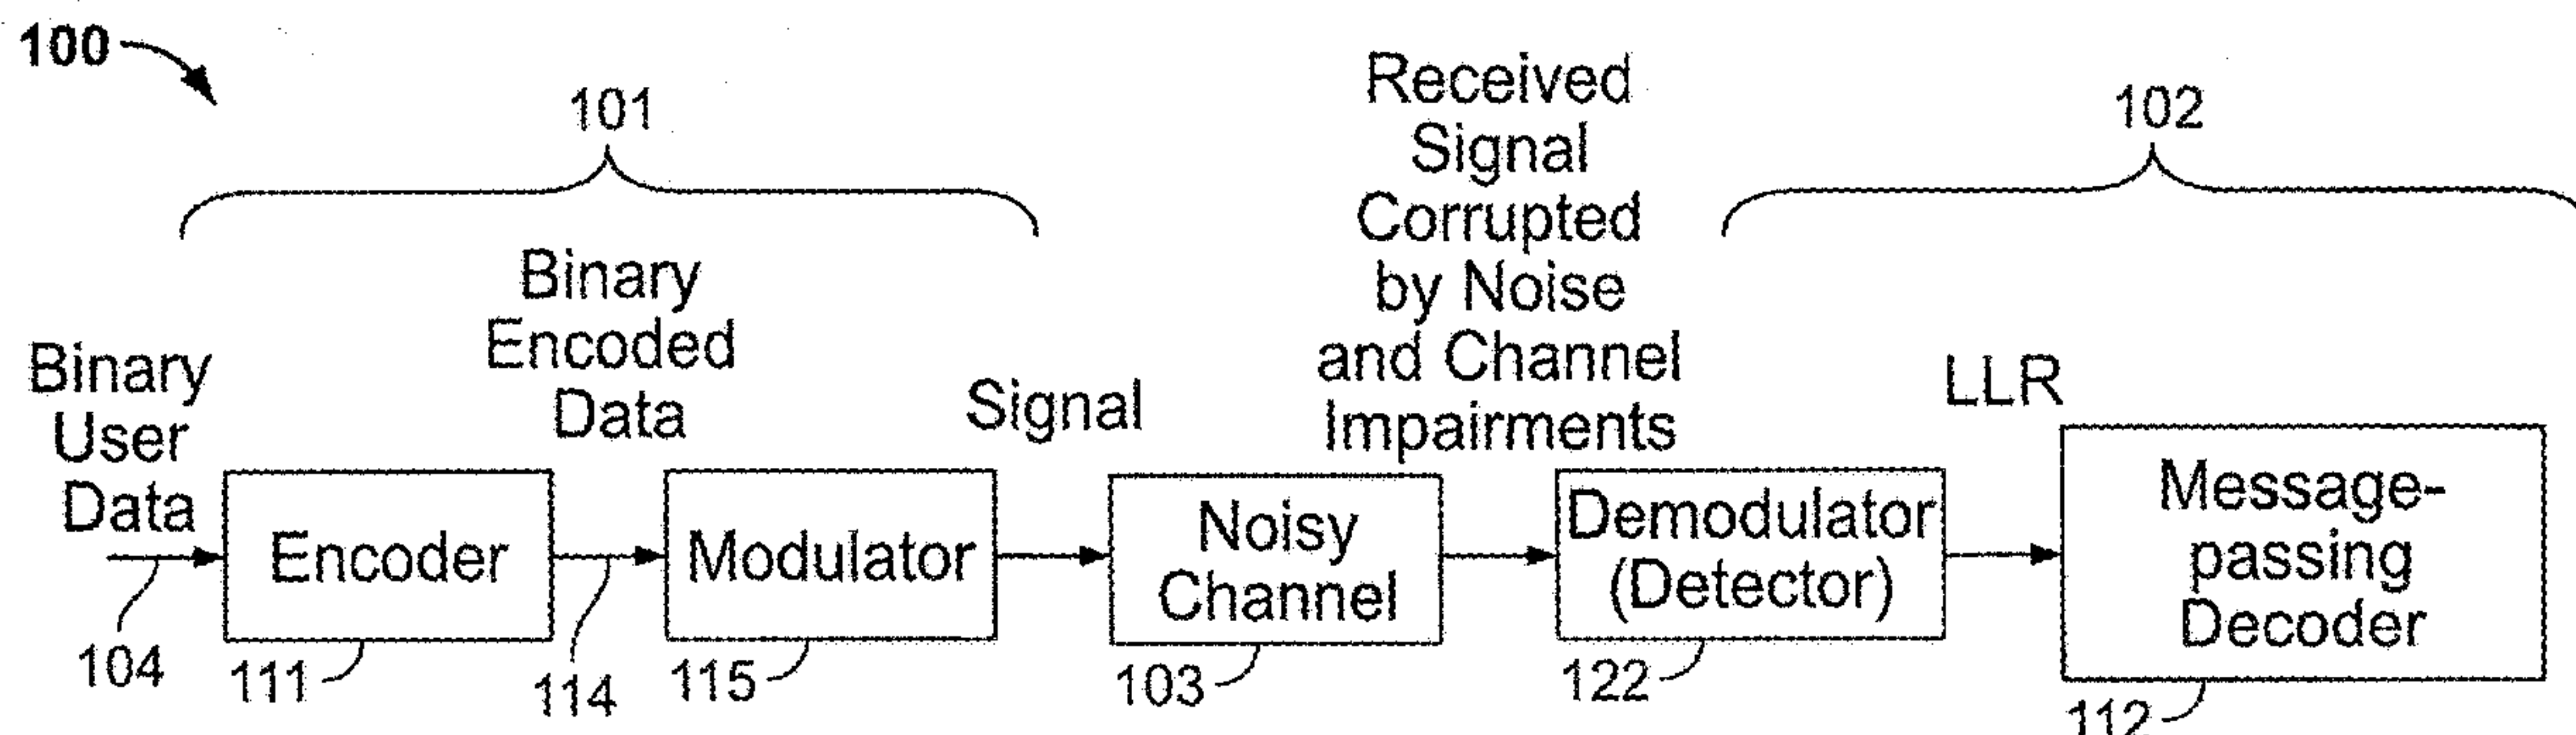 100
101
102
Binary
User
Data
Binary
Encoded
Data
Signal
Received
Signal
Corrupted
by Noise
and Channel
Impairments
LLR
Encoder
Modulator
Noisy
Channel
Demodulator
(Detector)
Message-
passing
Decoder
104
111
114
115
103
122
112